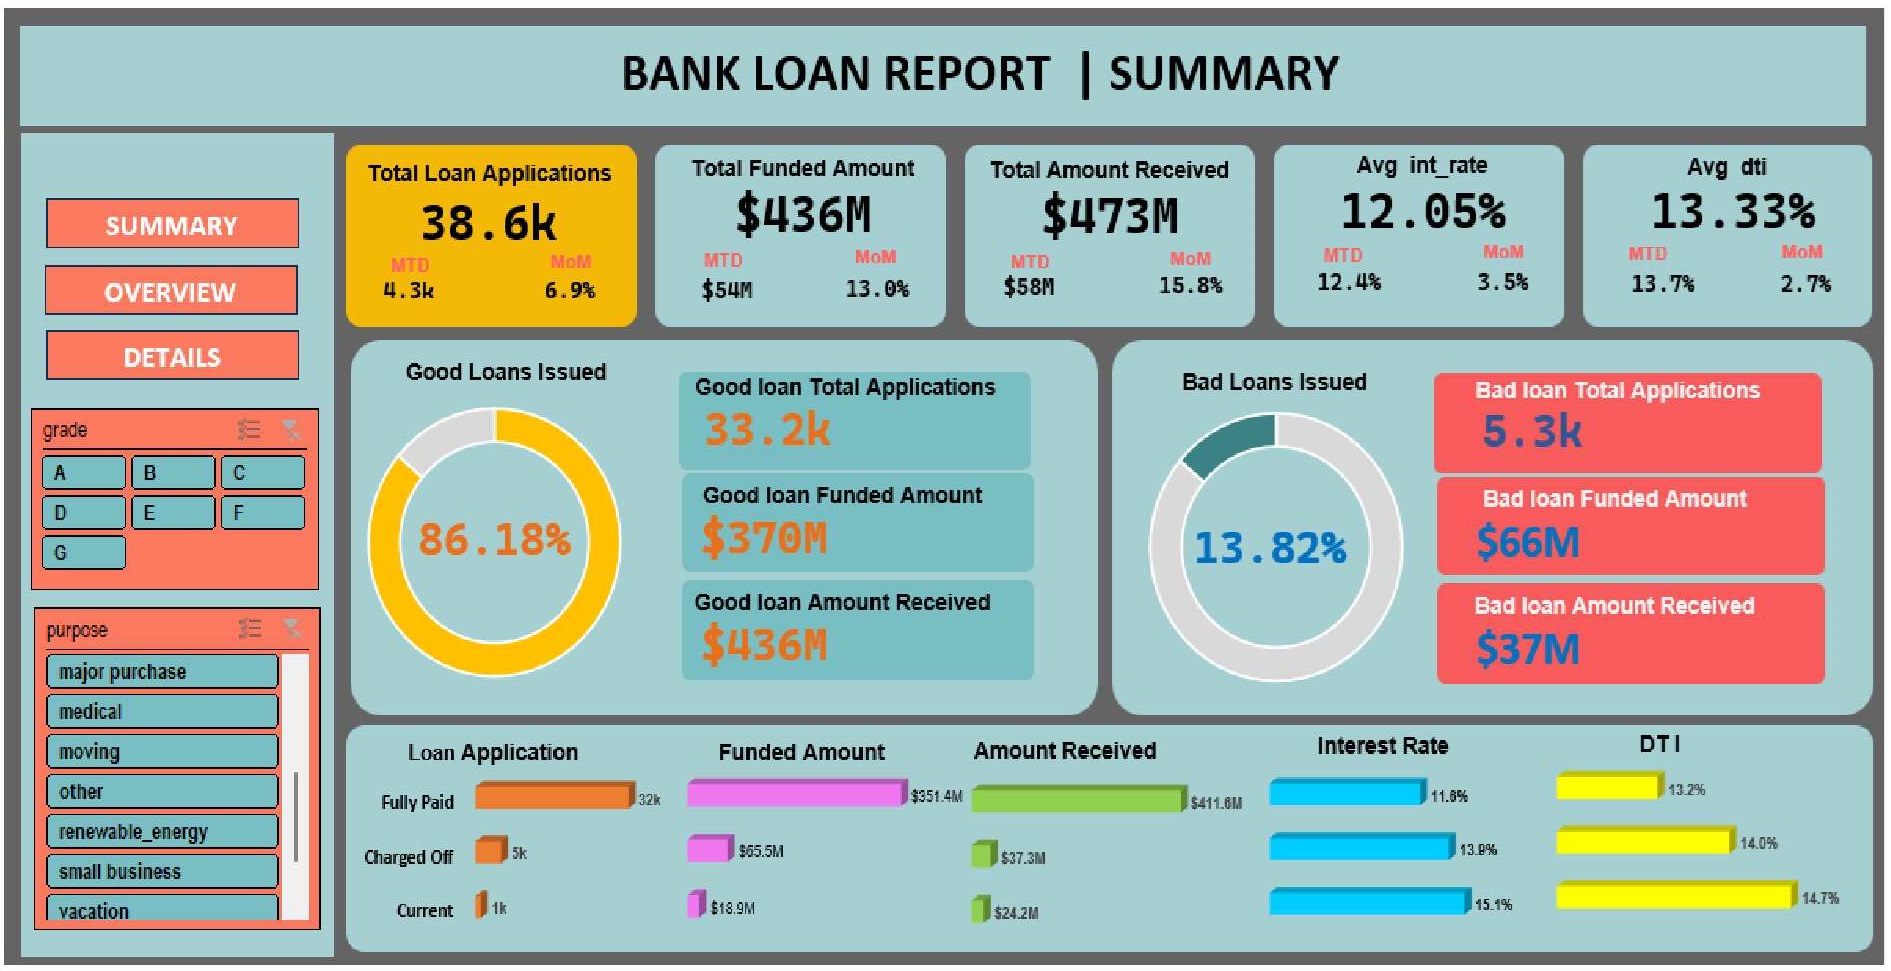 BANK LOAN REPORT | SUMMARY
SUMMARY
OVERVIEW
DETAILS
grade
A B C
D E F
G
purpose
major purchase
medical
moving
other
renewable_energy
small business
vacation
Total Loan Applications
38.6k
MTD MoM
4.3k 6.9%
Total Funded Amount
$436M
MTD MoM
$54M 13.0%
Total Amount Received
$473M
MTD MoM
$58M 15.8%
Avg int_rate
12.05%
MTD MoM
12.4% 3.5%
Avg dti
13.33%
MTD MoM
13.7% 2.7%
Good Loans Issued
86.18%
Good loan Total Applications
33.2k
Good loan Funded Amount
$370M
Good loan Amount Received
$436M
Bad Loans Issued
13.82%
Bad loan Total Applications
5.3k
Bad loan Funded Amount
$66M
Bad loan Amount Received
$37M
Loan Application Funded Amount Amount Received Interest Rate DTI
Fully Paid 32k $351.4M $411.6M 11.6% 13.2%
Charged Off 5k $65.5M $37.3M 13.9% 14.0%
Current 1k $18.9M $24.2M 15.1% 14.7%